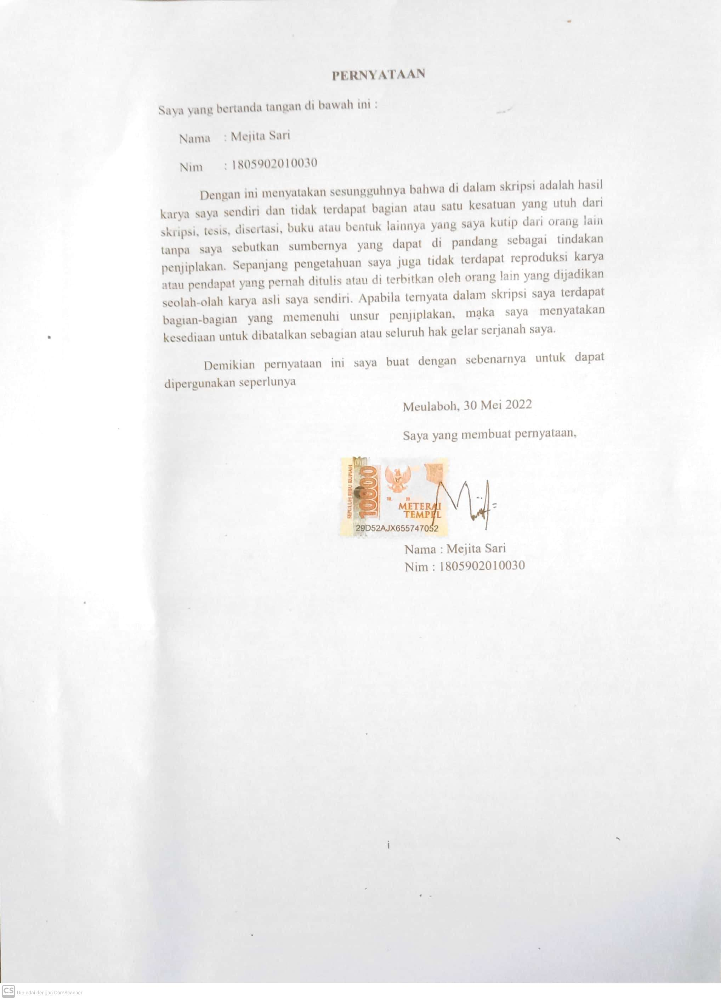 PERNYATAAN
Saya yang bertanda tangan di bawah ini :
Nama : Mejita Sari
Nim : 1805902010030
Dengan ini menyatakan sesungguhnya bahwa di dalam skripsi adalah hasil
karya saya sendiri dan tidak terdapat bagian atau satu kesatuan yang utuh dari
skripsi, tesis, disertasi, buku atau bentuk lainnya yang saya kutip dari orang lain
tanpa saya sebutkan sumbernya yang dapat di pandang sebagai tindakan
penjiplakan. Sepanjang pengetahuan saya juga tidak terdapat reproduksi karya
atau pendapat yang pernah ditulis atau di terbitkan oleh orang lain yang dijadikan
seolah-olah karya asli saya sendiri. Apabila ternyata dalam skripsi saya terdapat
bagian-bagian yang memenuhi unsur penjiplakan, maka saya menyatakan
kesediaan untuk dibatalkan sebagian atau seluruh hak gelar serjanah saya.
Demikian pernyataan ini saya buat dengan sebenarnya untuk dapat
dipergunakan seperlunya
Meulaboh, 30 Mei 2022
Saya yang membuat pernyataan,
SEPULUH RIBU RUPIAH
10000
TGL. 20
METERAI
TEMPEL
29D52AJX655747052
Nama : Mejita Sari
Nim : 1805902010030
i
CS Dipindai dengan CamScanner